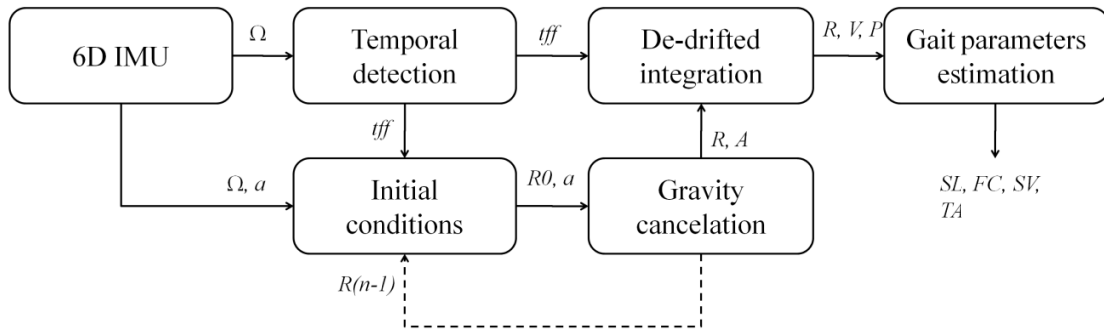 6D IMU
Ω
Temporal
detection
tff
De-drifted
integration
R, V, P
Gait parameters
estimation
tff
R, A
Ω, a
Initial
conditions
R0, a
Gravity
cancelation
SL, FC, SV,
TA
R(n-1)